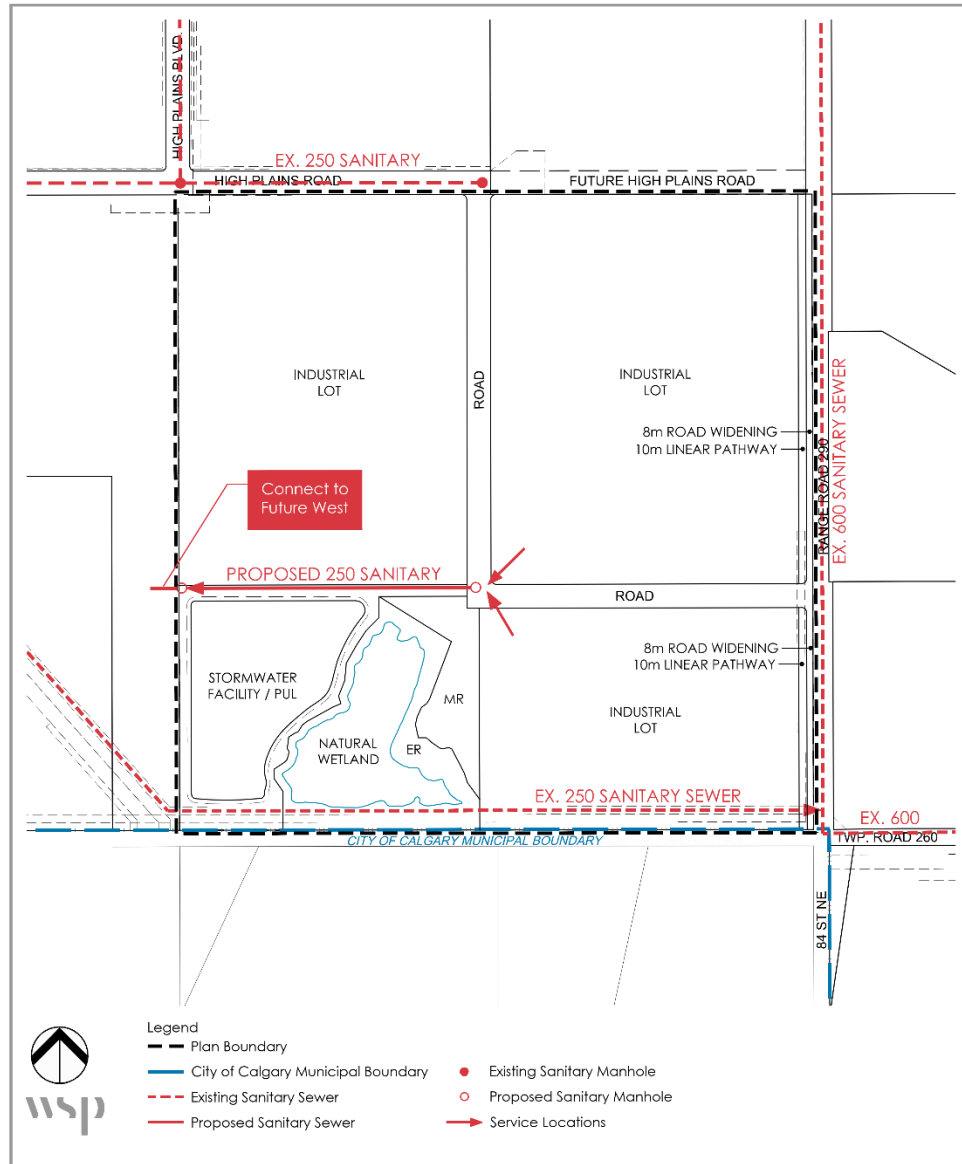 HIGH PLAINS BLVD
EX. 250 SANITARY
HIGH PLAINS ROAD
FUTURE HIGH PLAINS ROAD
INDUSTRIAL
LOT
ROAD
INDUSTRIAL
LOT
8m ROAD WIDENING
10m LINEAR PATHWAY
RANGE ROAD 290
EX. 600 SANITARY SEWER
Connect to
Future West
PROPOSED 250 SANITARY
ROAD
8m ROAD WIDENING
10m LINEAR PATHWAY
STORMWATER
FACILITY / PUL
MR
NATURAL
WETLAND
ER
INDUSTRIAL
LOT
EX. 250 SANITARY SEWER
EX. 600
CITY OF CALGARY MUNICIPAL BOUNDARY
TWP. ROAD 260
84 ST NE
Legend
Plan Boundary
City of Calgary Municipal Boundary
Existing Sanitary Manhole
Existing Sanitary Sewer
Proposed Sanitary Manhole
Proposed Sanitary Sewer
Service Locations
wsp